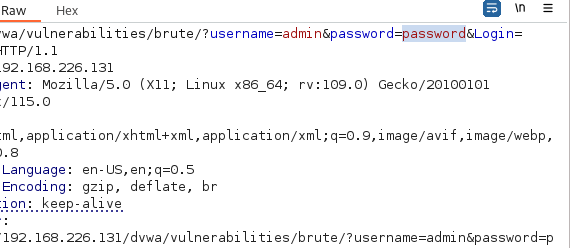 Raw Hex \n
vwa/vulnerabilities/brute/?username=admin&password=password&Login=
HTTP/1.1
192.168.226.131
gent: Mozilla/5.0 (X11; Linux x86_64; rv:109.0) Gecko/20100101
/115.0
ml,application/xhtml+xml,application/xml;q=0.9,image/avif,image/webp,
0.8
Language: en-US,en;q=0.5
Encoding: gzip, deflate, br
tion: keep-alive
:
/192.168.226.131/dvwa/vulnerabilities/brute/?username=admin&password=p